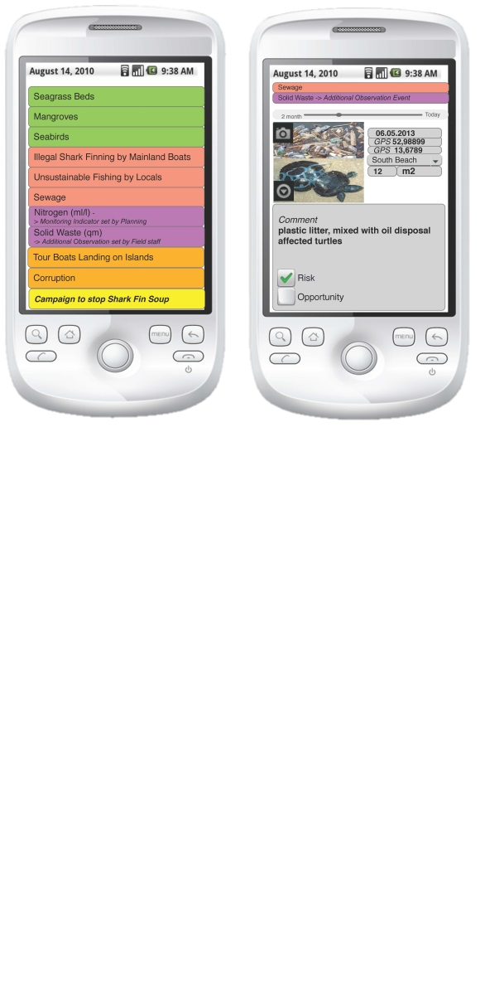 August 14, 2010 9:38 AM
Seagrass Beds
Mangroves
Seabirds
Illegal Shark Finning by Mainland Boats
Unsustainable Fishing by Locals
Sewage
Nitrogen (ml/l) -
> Monitoring Indicator set by Planning
Solid Waste (qm)
-> Additional Observation set by Field staff
Tour Boats Landing on Islands
Corruption
Campaign to stop Shark Fin Soup
MENU
August 14, 2010 9:38 AM
Sewage
Solid Waste -> Additional Observation Event
2 month Today
06.05.2013
GPS 52,98899
GPS 13,6789
South Beach
12 m2
Comment
plastic litter, mixed with oil disposal
affected turtles
Risk
Opportunity
MENU